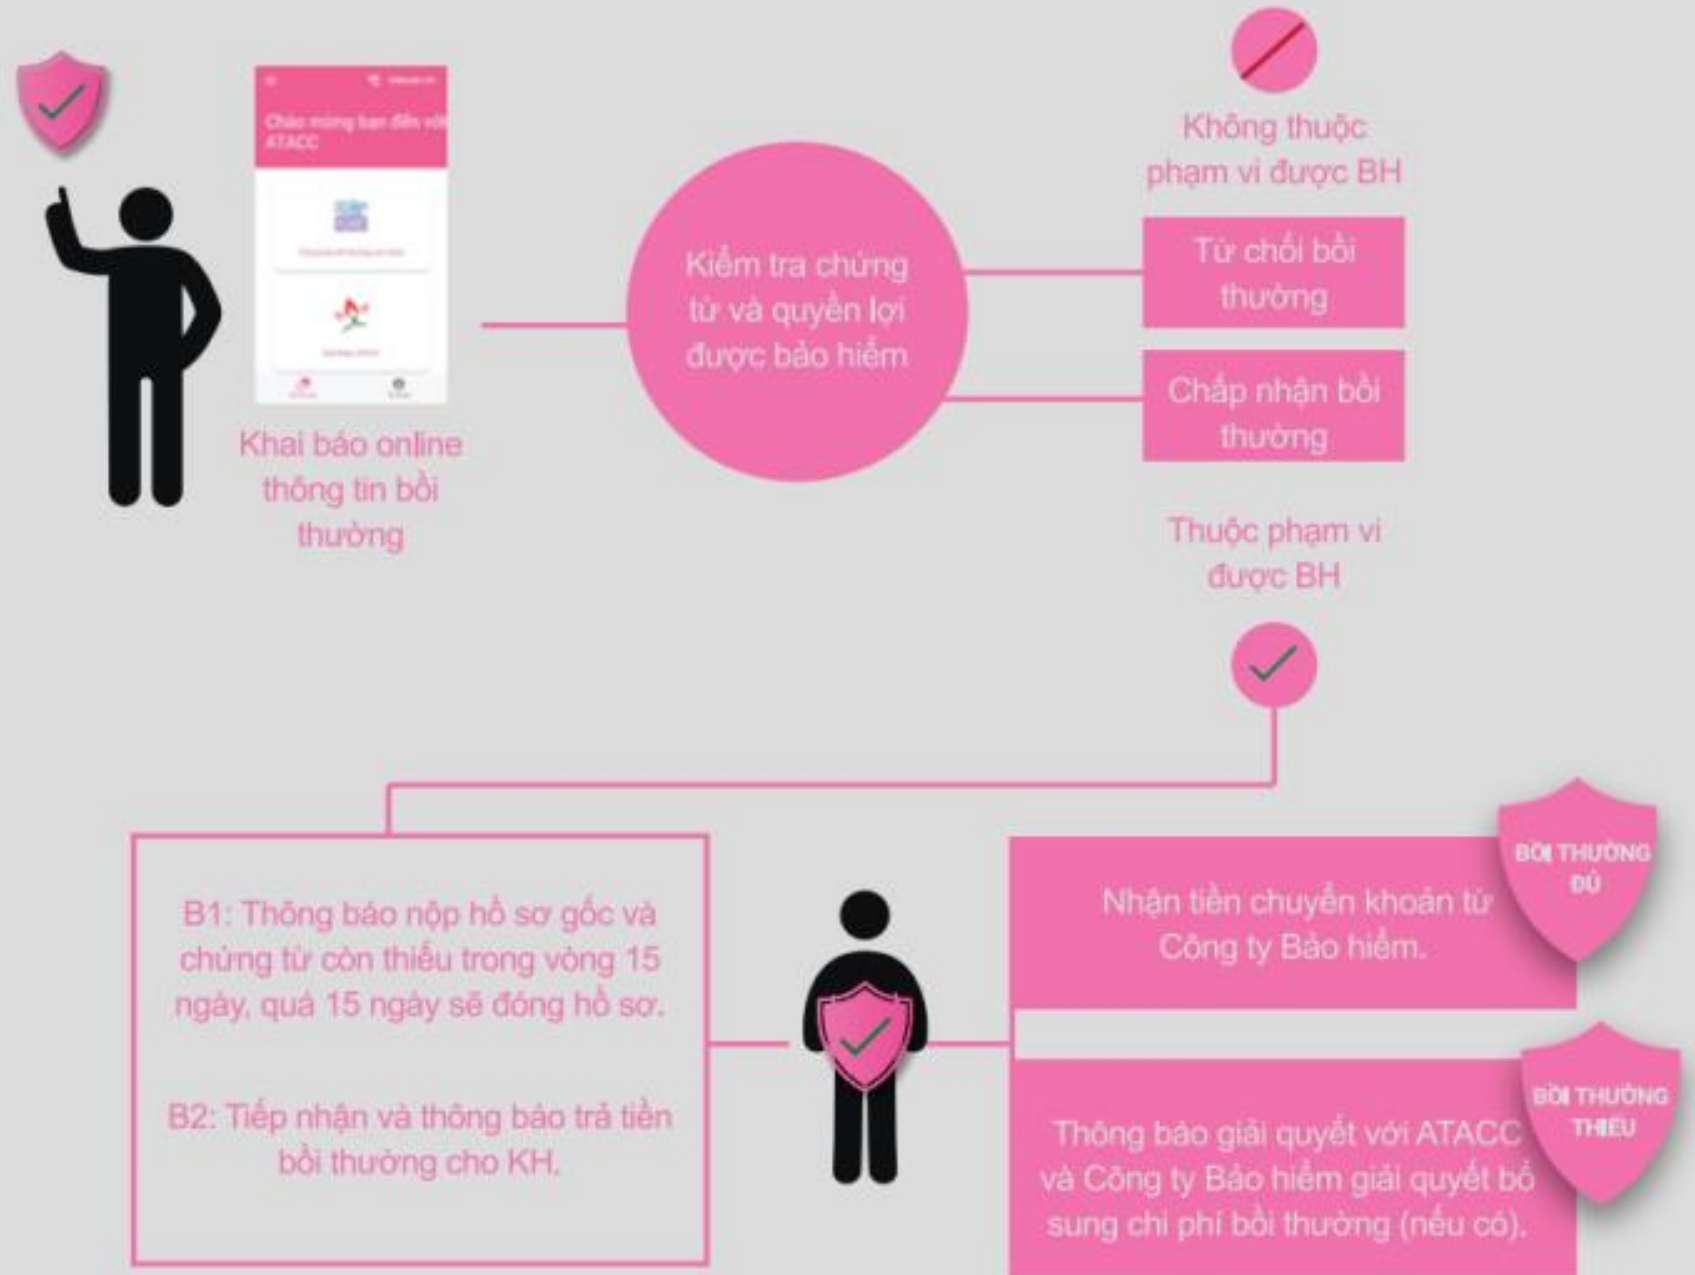 Chào mừng bạn đến với
ATACC
Khai báo online
thông tin bồi
thường
Kiểm tra chứng
từ và quyền lợi
được bảo hiểm
Không thuộc
phạm vi được BH
Từ chối bồi
thường
Chấp nhận bồi
thường
Thuộc phạm vi
được BH
B1: Thông báo nộp hồ sơ gốc và
chứng từ còn thiếu trong vòng 15
ngày, quá 15 ngày sẽ đóng hồ sơ.
B2: Tiếp nhận và thông báo trả tiền
bồi thường cho KH.
BỒI THƯỜNG
ĐỦ
Nhận tiền chuyển khoản từ
Công ty Bảo hiểm.
BỒI THƯỜNG
THIẾU
Thông báo giải quyết với ATACC
và Công ty Bảo hiểm giải quyết bổ
sung chi phí bồi thường (nếu có).